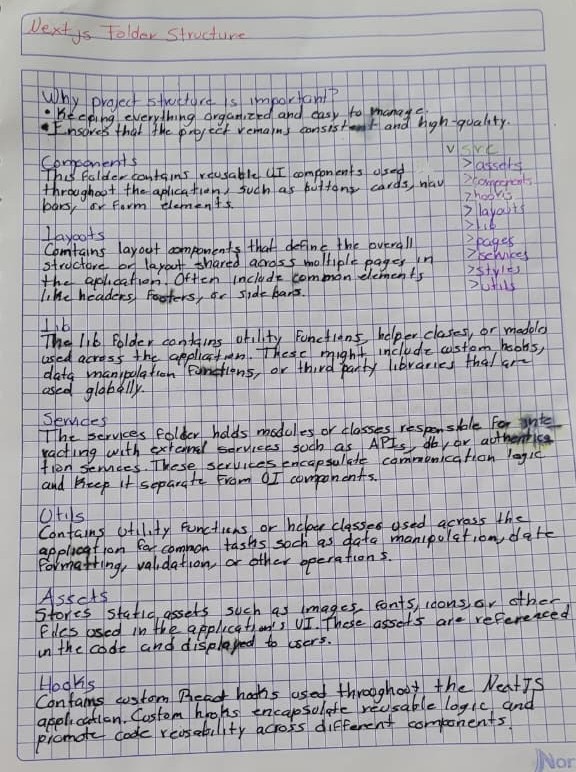 Nextjs Folder Structure
Why project structure is important?
• Keeping everything organized and easy to manage.
• Ensures that the project remains consistent and high-quality.
v src
> assets
> components
> hooks
> layouts
> lib
> pages
> services
> styles
> utils
Components
This folder contains reusable UI components used
throughout the aplication, such as buttons, cards, nav
bars, or form elements.
Layouts
Contains layout components that define the overall
structure or layout shared across multiple pages in
the aplication. Often include common elements
like headers, footers, or side bars.
Lib
The lib folder contains utility functions, helper clases, or modules
used across the application. These might include custom hooks,
data manipulation functions, or third party libraries that are
used globally.
Services
The services folder holds modules or classes responsible for inte
racting with external services such as APIs, db, or authentica
tion services. These services encapsulate communication logic
and keep it separate from UI components.
Utils
Contains utility functions or helper classes used across the
application for common tasks such as data manipulation, date
formatting, validation, or other operations.
Assets
Stores static assets such as images, fonts, icons, or other
files used in the application's UI. These assets are referenced
in the code and displayed to users.
Hooks
Contains custom React hooks used throughout the NextJS
application. Custom hooks encapsulate reusable logic, and
promote code reusability across different components.
Nor